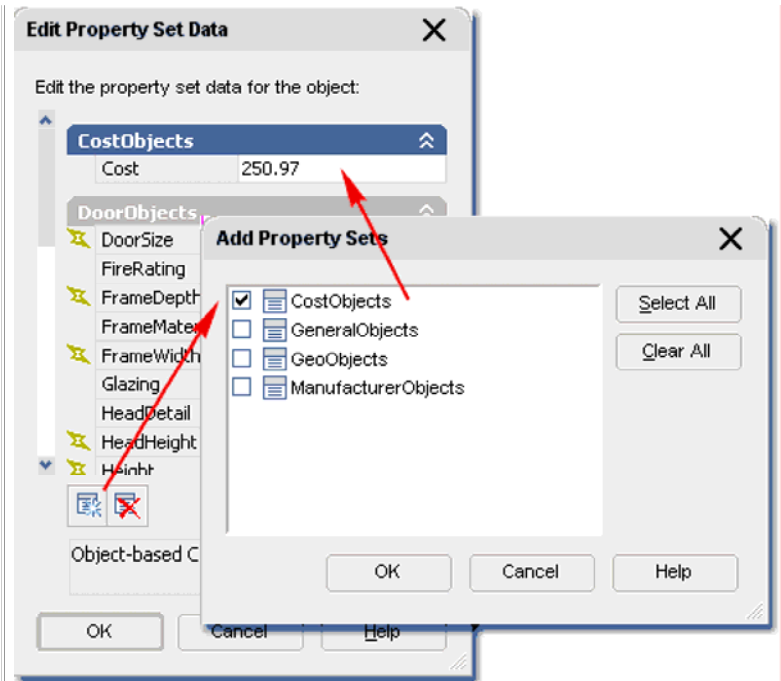 Edit Property Set Data
Edit the property set data for the object:
CostObjects
Cost 250.97
DoorObjects
DoorSize
FireRating
FrameDepth
FrameMater
FrameWidth
Glazing
HeadDetail
HeadHeight
Height
Object-based C
OK Cancel Help
Add Property Sets
CostObjects
GeneralObjects
GeoObjects
ManufacturerObjects
Select All
Clear All
OK Cancel Help